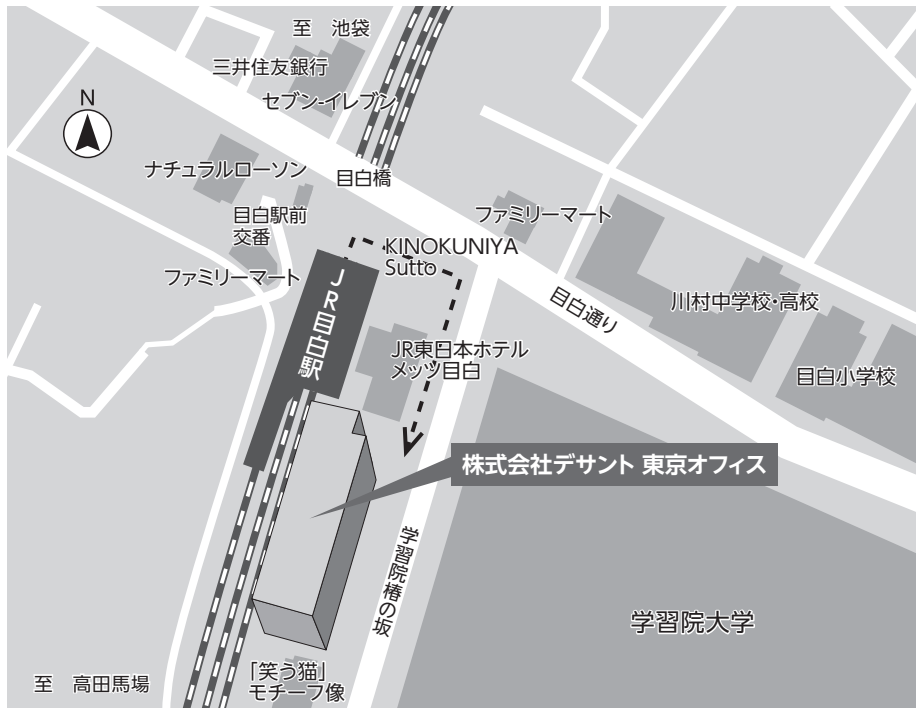 至　池袋
三井住友銀行
セブン-イレブン
N
ナチュラルローソン
目白橋
目白駅前
交番
ファミリーマート
KINOKUNIYA
Sutto
ファミリーマート
JR目白駅
目白通り
川村中学校・高校
JR東日本ホテル
メッツ目白
目白小学校
株式会社デサント 東京オフィス
学習院椿の坂
学習院大学
「笑う猫」
モチーフ像
至　高田馬場